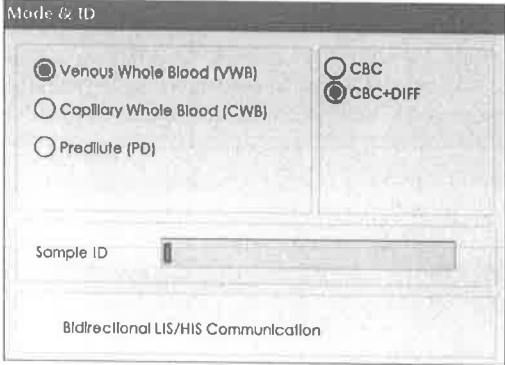 Mode & ID
Venous Whole Blood (VWB)
Capillary Whole Blood (CWB)
Predilute (PD)
CBC
CBC+DIFF
Sample ID
Bidirectional LIS/HIS Communication